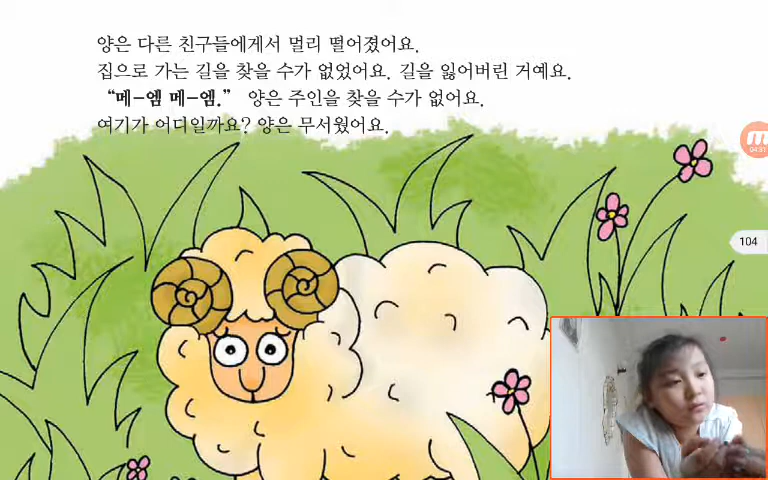 양은 다른 친구들에게서 멀리 떨어졌어요.
집으로 가는 길을 찾을 수가 없었어요. 길을 잃어버린 거예요.
“메–엠 메–엠.” 양은 주인을 찾을 수가 없어요.
여기가 어디일까요? 양은 무서웠어요.
m
04:31
104